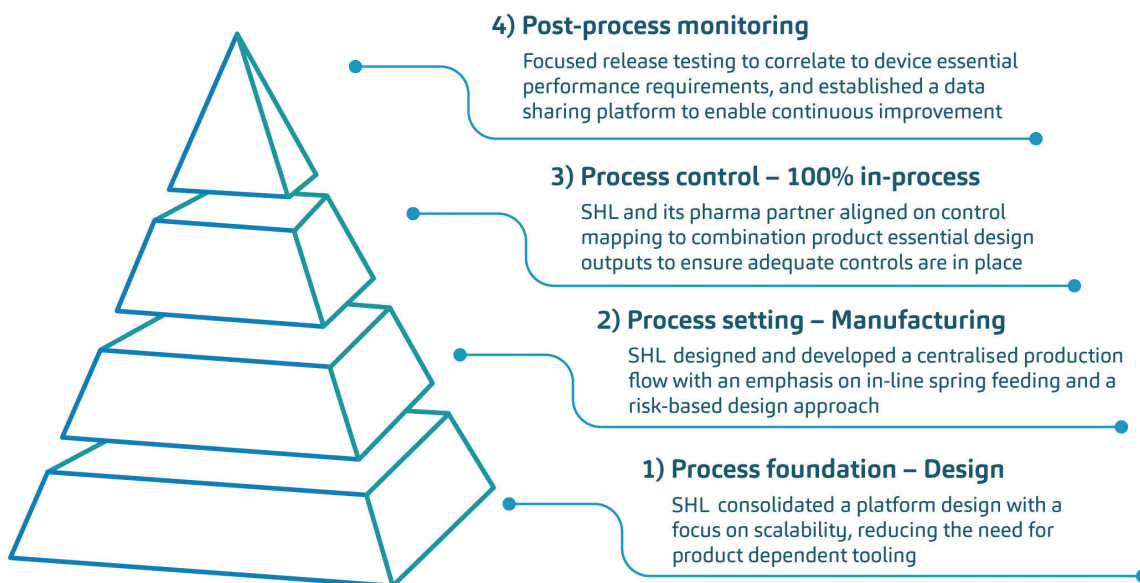 4) Post-process monitoring
Focused release testing to correlate to device essential
performance requirements, and established a data
sharing platform to enable continuous improvement
3) Process control – 100% in-process
SHL and its pharma partner aligned on control
mapping to combination product essential design
outputs to ensure adequate controls are in place
2) Process setting – Manufacturing
SHL designed and developed a centralised production
flow with an emphasis on in-line spring feeding and a
risk-based design approach
1) Process foundation – Design
SHL consolidated a platform design with a
focus on scalability, reducing the need for
product dependent tooling